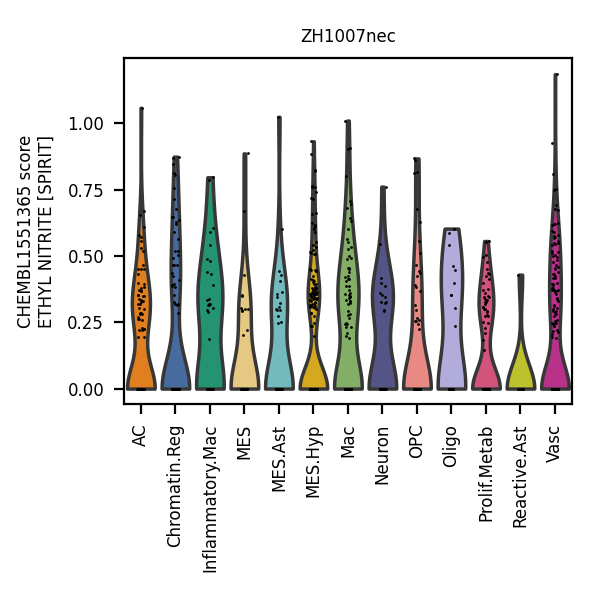 ZH1007nec
CHEMBL1551365 score
ETHYL NITRITE [SPIRIT]
1.00
0.75
0.50
0.25
0.00
AC
Chromatin.Reg
Inflammatory.Mac
MES
MES.Ast
MES.Hyp
Mac
Neuron
OPC
Oligo
Prolif.Metab
Reactive.Ast
Vasc